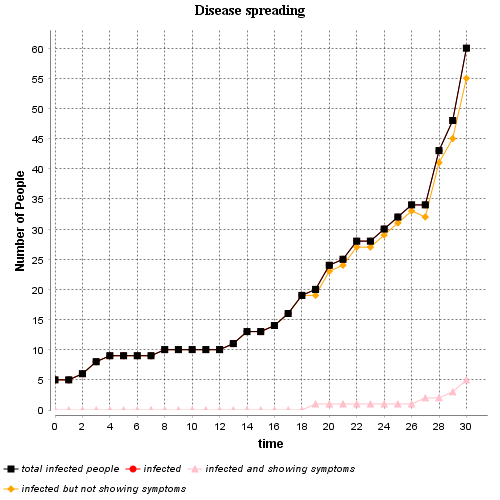 Disease spreading
Number of People
60
55
50
45
40
35
30
25
20
15
10
5
0
0 2 4 6 8 10 12 14 16 18 20 22 24 26 28 30
time
total infected people infected infected and showing symptoms
infected but not showing symptoms